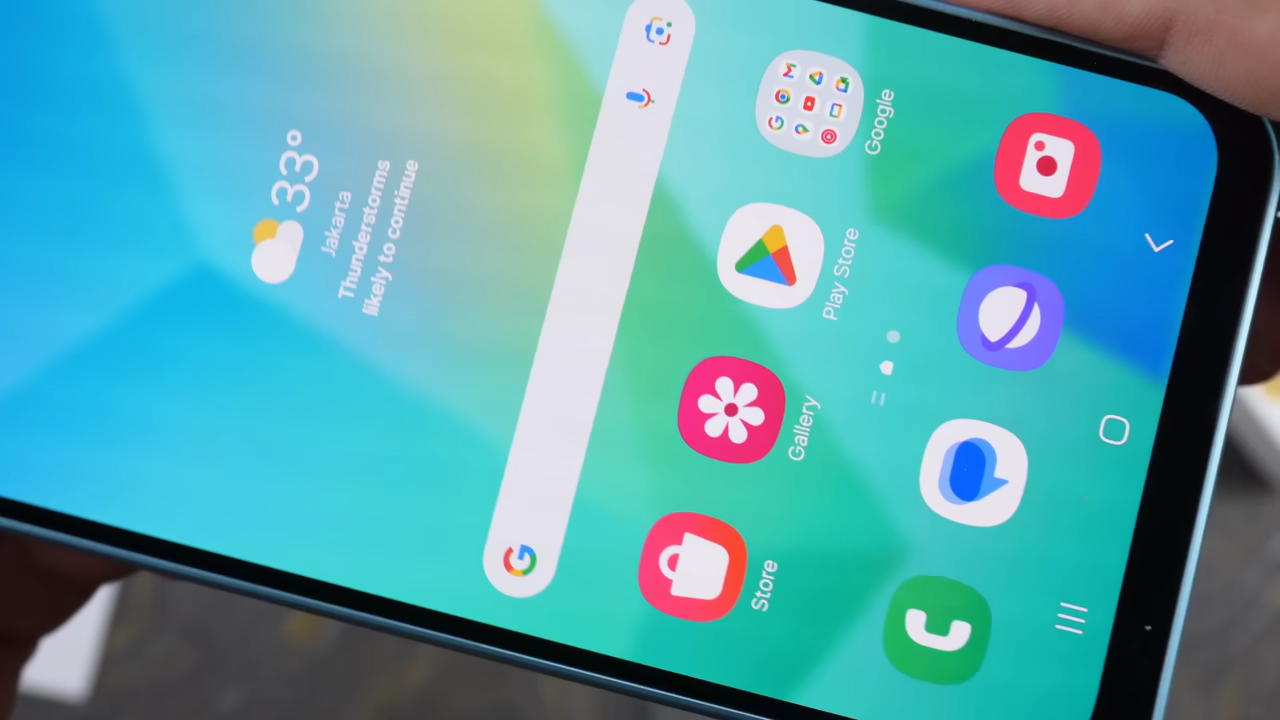 33°
Jakarta
Thunderstorms
likely to continue
Store
Gallery
Play Store
Google